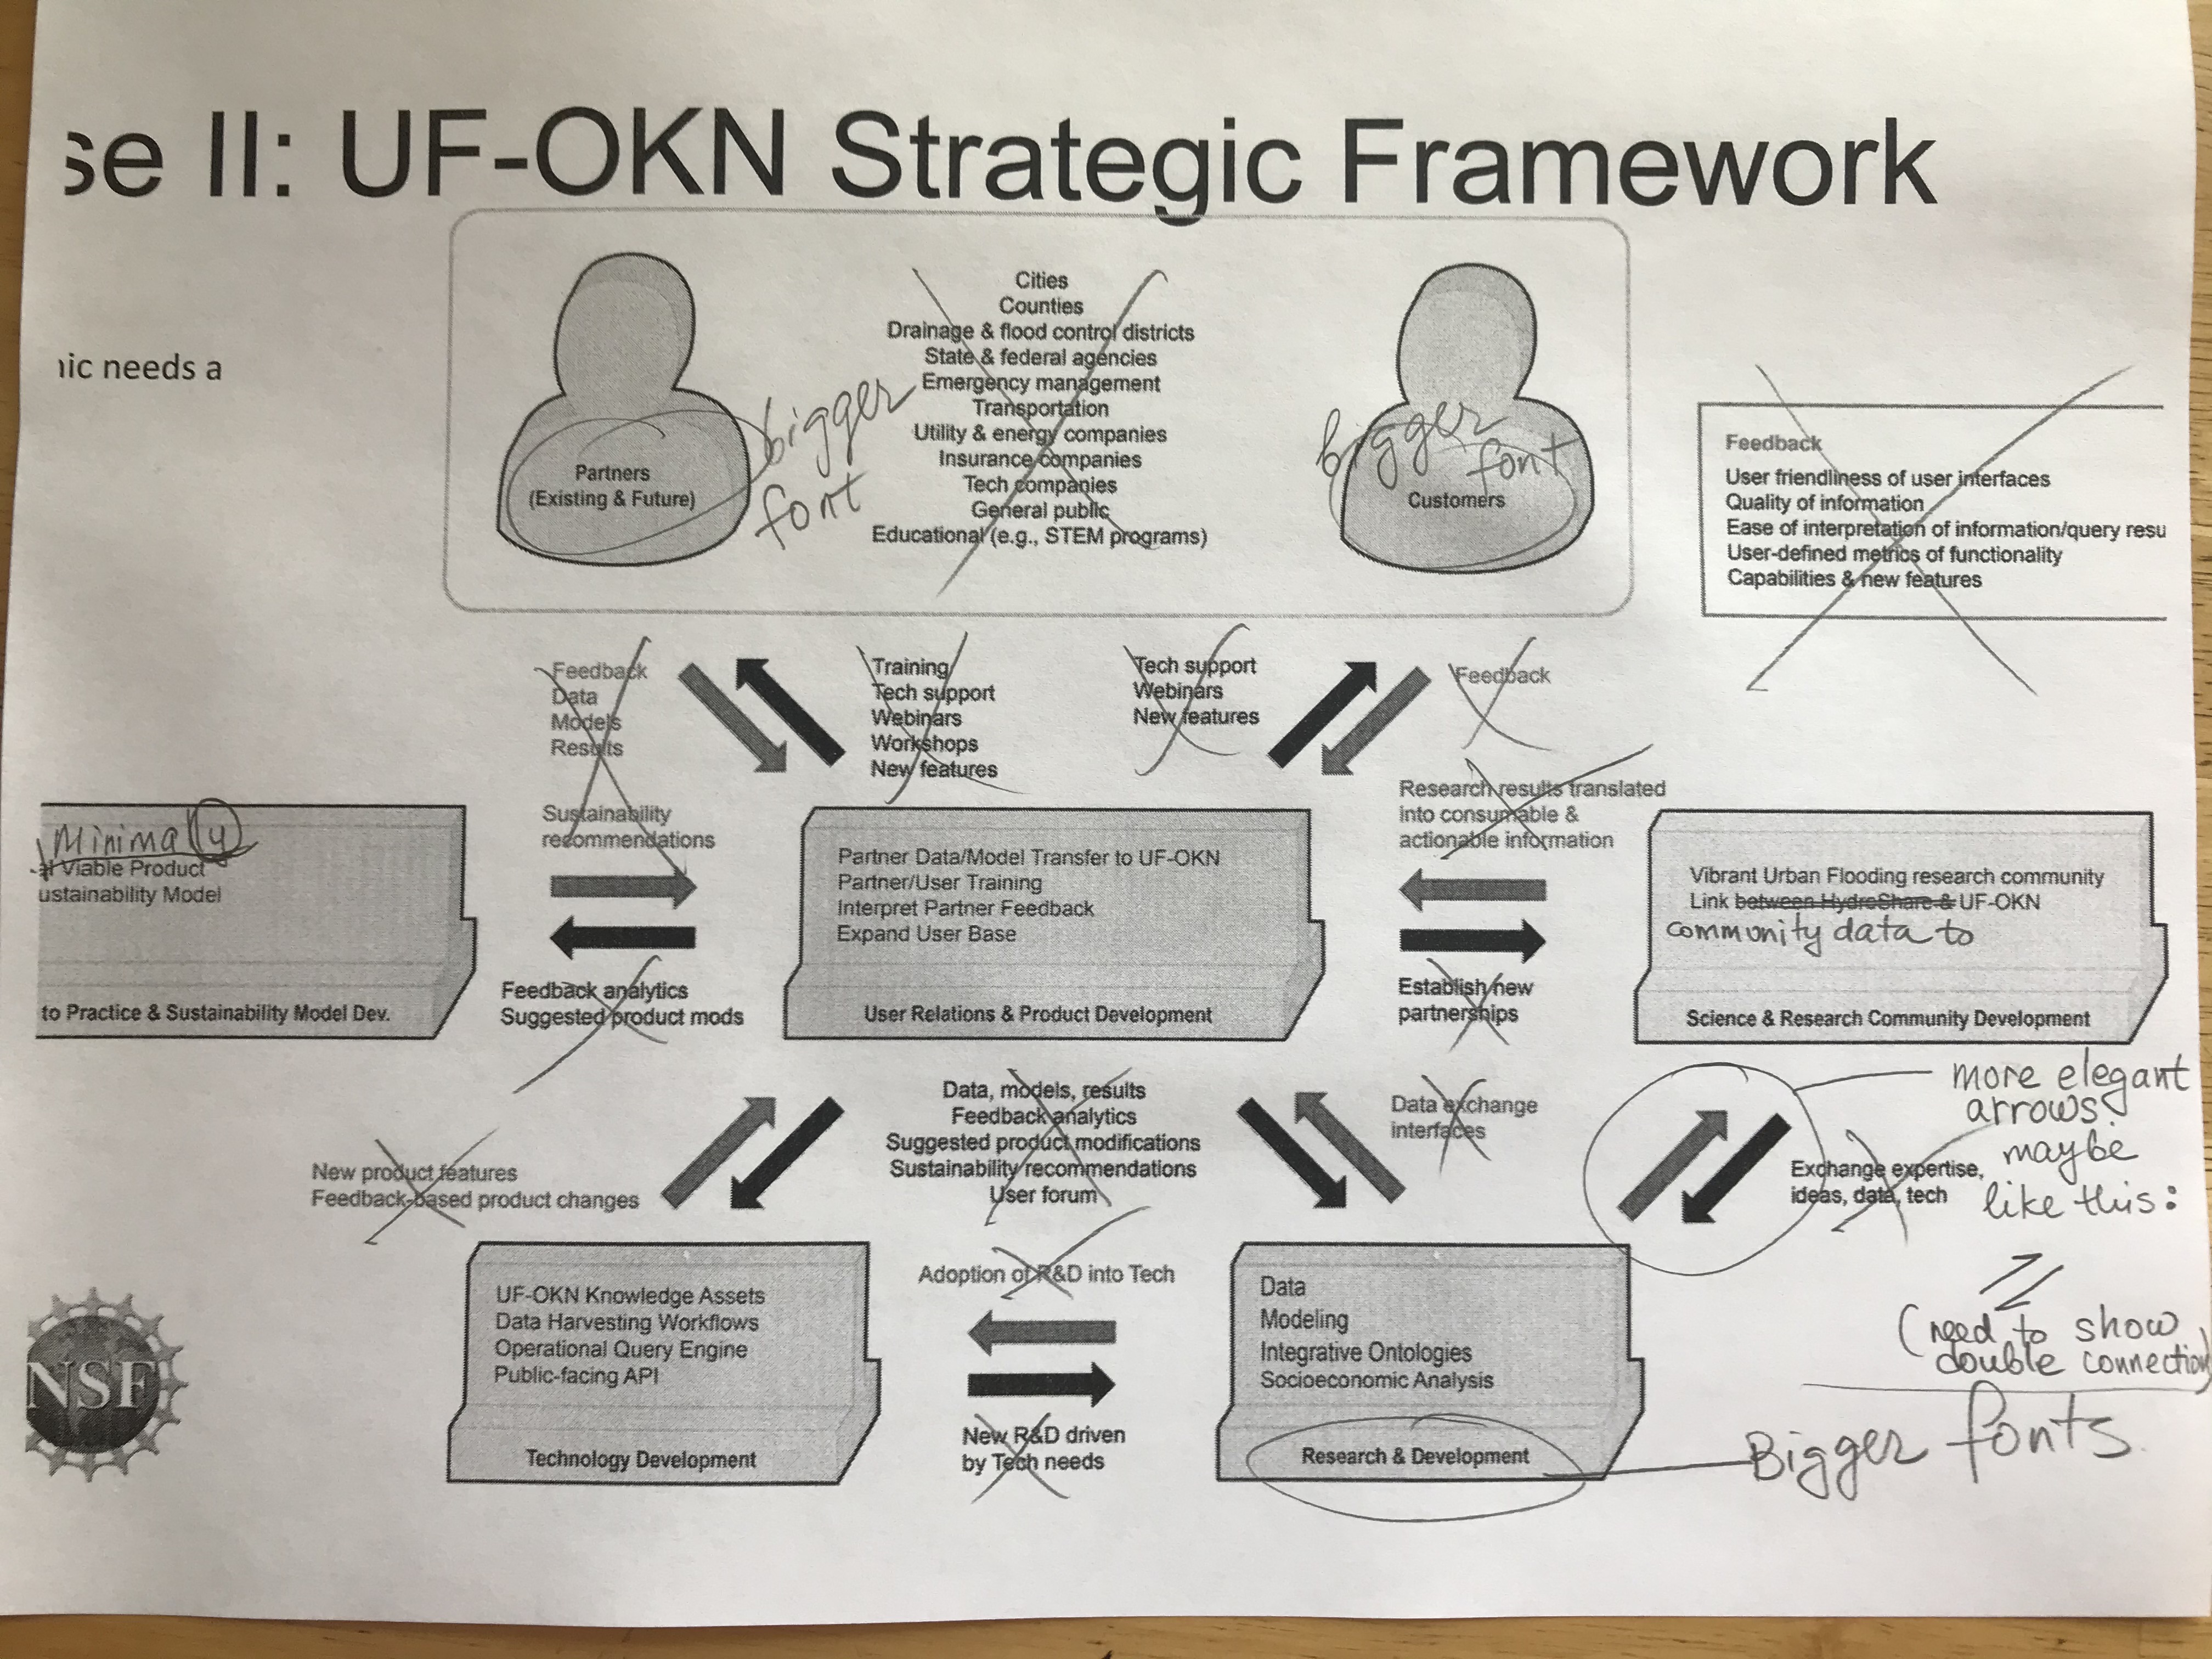 se II: UF-OKN Strategic Framework
nic needs a
Cities
Counties
Drainage & flood control districts
State & federal agencies
Emergency management
Transportation
Utility & energy companies
Insurance companies
Tech companies
General public
Educational (e.g., STEM programs)
Partners
(Existing & Future)
bigger
font
Customers
bigger
font
Feedback
User friendliness of user interfaces
Quality of information
Ease of interpretation of information/query resu
User-defined metrics of functionality
Capabilities & new features
Feedback
Data
Models
Results
Training
Tech support
Webinars
Workshops
New features
Tech support
Webinars
New features
Feedback
Sustainability
recommendations
Research results translated
into consumable &
actionable information
Minimally
al Viable Product
ustainability Model
to Practice & Sustainability Model Dev.
Feedback analytics
Suggested product mods
Partner Data/Model Transfer to UF-OKN
Partner/User Training
Interpret Partner Feedback
Expand User Base
User Relations & Product Development
Establish new
partnerships
Vibrant Urban Flooding research community
Link between HydroShare & UF-OKN
community data to
Science & Research Community Development
New product features
Feedback-based product changes
Data, models, results
Feedback analytics
Suggested product modifications
Sustainability recommendations
User forum
Data exchange
interfaces
Exchange expertise,
ideas, data, tech
more elegant
arrows
maybe
like this:
(need to show
double connection)
UF-OKN Knowledge Assets
Data Harvesting Workflows
Operational Query Engine
Public-facing API
Technology Development
Adoption of R&D into Tech
New R&D driven
by Tech needs
Data
Modeling
Integrative Ontologies
Socioeconomic Analysis
Research & Development
Bigger fonts.
NSF